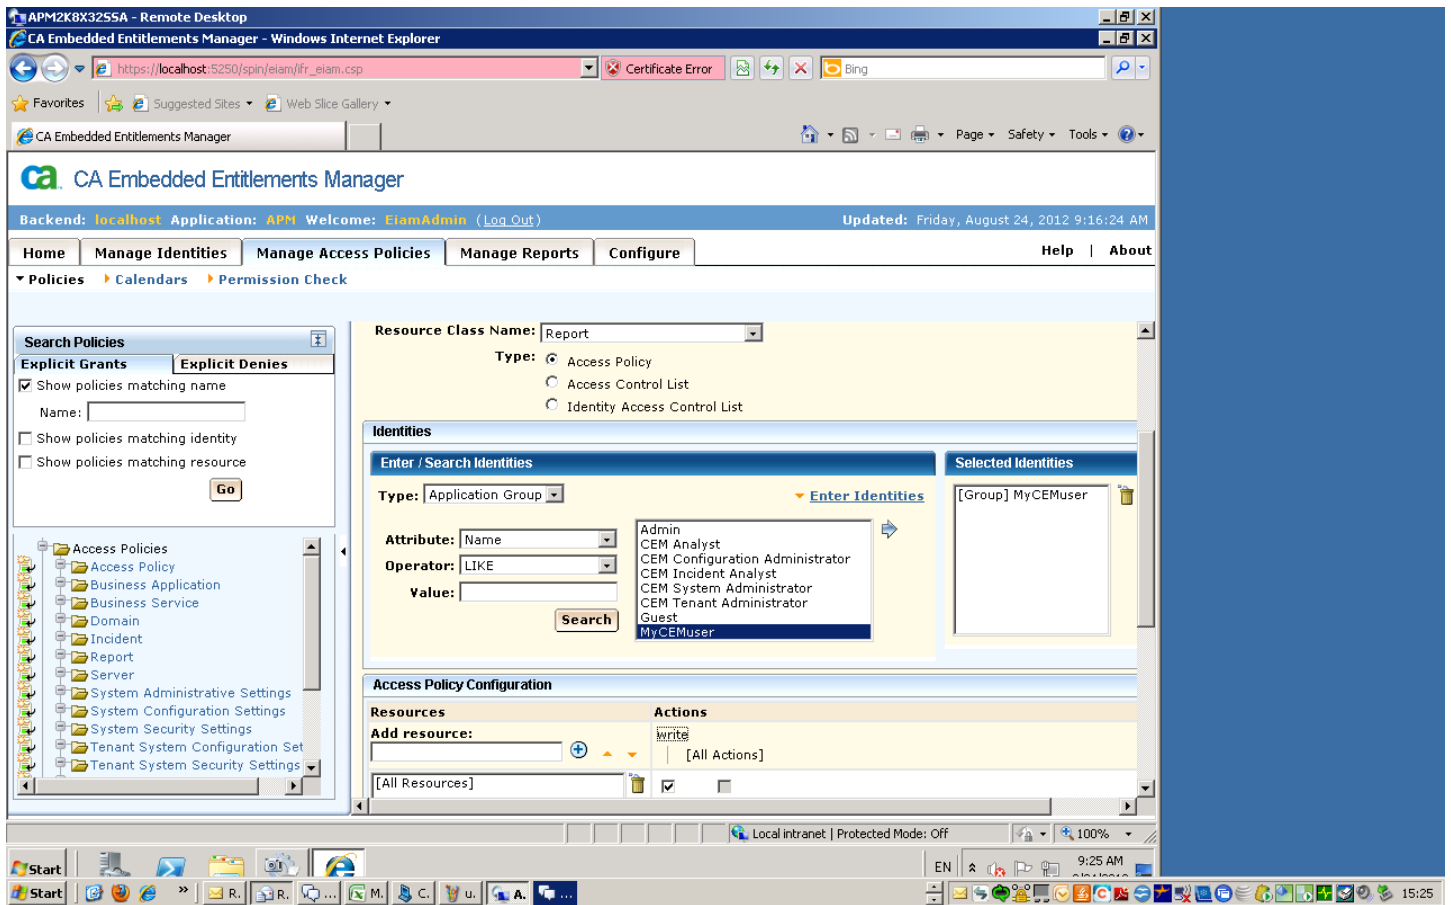 APM2K8X32SSA - Remote Desktop
CA Embedded Entitlements Manager - Windows Internet Explorer
https://localhost:5250/spin/eiam/ifr_eiam.csp
Certificate Error
Bing
Favorites
Suggested Sites
Web Slice Gallery
CA Embedded Entitlements Manager
Page
Safety
Tools
ca
CA Embedded Entitlements Manager
Backend: localhost Application: APM Welcome: EiamAdmin (Log Out)
Updated: Friday, August 24, 2012 9:16:24 AM
Home
Manage Identities
Manage Access Policies
Manage Reports
Configure
Help | About
Policies
Calendars
Permission Check
Search Policies
Explicit Grants
Explicit Denies
Show policies matching name
Name:
Show policies matching identity
Show policies matching resource
Go
Access Policies
Access Policy
Business Application
Business Service
Domain
Incident
Report
Server
System Administrative Settings
System Configuration Settings
System Security Settings
Tenant System Configuration Set
Tenant System Security Settings
Resource Class Name: Report
Type: Access Policy
Access Control List
Identity Access Control List
Identities
Enter / Search Identities
Type: Application Group
Enter Identities
Attribute: Name
Operator: LIKE
Value:
Search
Admin
CEM Analyst
CEM Configuration Administrator
CEM Incident Analyst
CEM System Administrator
CEM Tenant Administrator
Guest
MyCEMuser
Selected Identities
[Group] MyCEMuser
Access Policy Configuration
Resources
Actions
Add resource:
write
[All Actions]
[All Resources]
Local intranet | Protected Mode: Off
100%
Start
EN
9:25 AM
Start
R.
R.
...
M.
C.
u.
A.
...
15:25